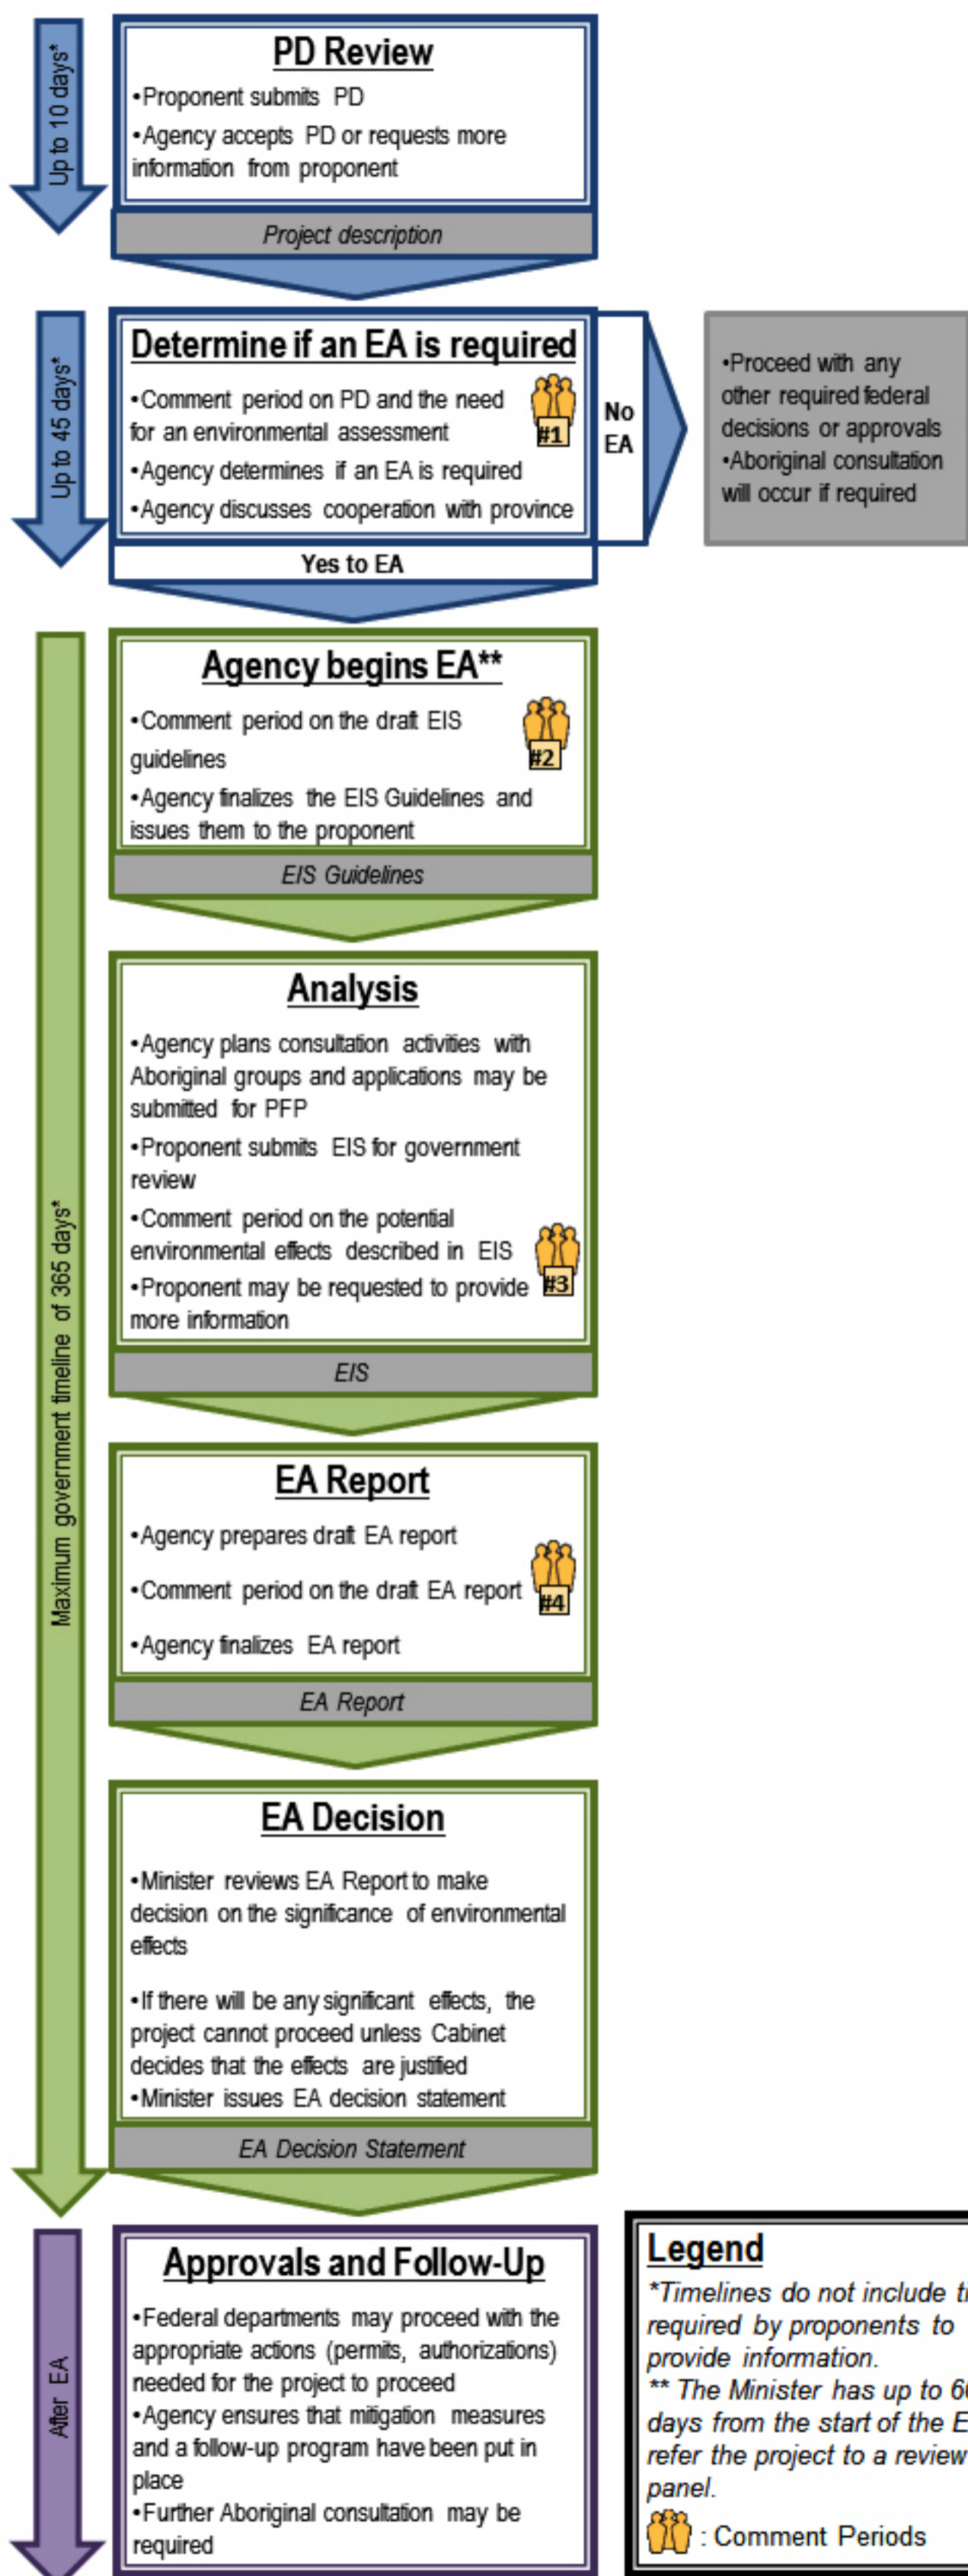 Up to 10 days*
PD Review
•Proponent submits PD
•Agency accepts PD or requests more
information from proponent
Project description
Up to 45 days*
Determine if an EA is required
•Comment period on PD and the need
for an environmental assessment
#1
•Agency determines if an EA is required
•Agency discusses cooperation with province
No
EA
•Proceed with any
other required federal
decisions or approvals
•Aboriginal consultation
will occur if required
Yes to EA
Maximum government timeline of 365 days*
Agency begins EA**
•Comment period on the draft EIS
guidelines
#2
•Agency finalizes the EIS Guidelines and
issues them to the proponent
EIS Guidelines
Analysis
•Agency plans consultation activities with
Aboriginal groups and applications may be
submitted for PFP
•Proponent submits EIS for government
review
•Comment period on the potential
environmental effects described in EIS
#3
•Proponent may be requested to provide
more information
EIS
EA Report
•Agency prepares draft EA report
•Comment period on the draft EA report
#4
•Agency finalizes EA report
EA Report
EA Decision
•Minister reviews EA Report to make
decision on the significance of environmental
effects
•If there will be any significant effects, the
project cannot proceed unless Cabinet
decides that the effects are justified
•Minister issues EA decision statement
EA Decision Statement
After EA
Approvals and Follow-Up
•Federal departments may proceed with the
appropriate actions (permits, authorizations)
needed for the project to proceed
•Agency ensures that mitigation measures
and a follow-up program have been put in
place
•Further Aboriginal consultation may be
required
Legend
*Timelines do not include
required by proponents to
provide information.
** The Minister has up to
days from the start of the
refer the project to a review
panel.
: Comment Periods